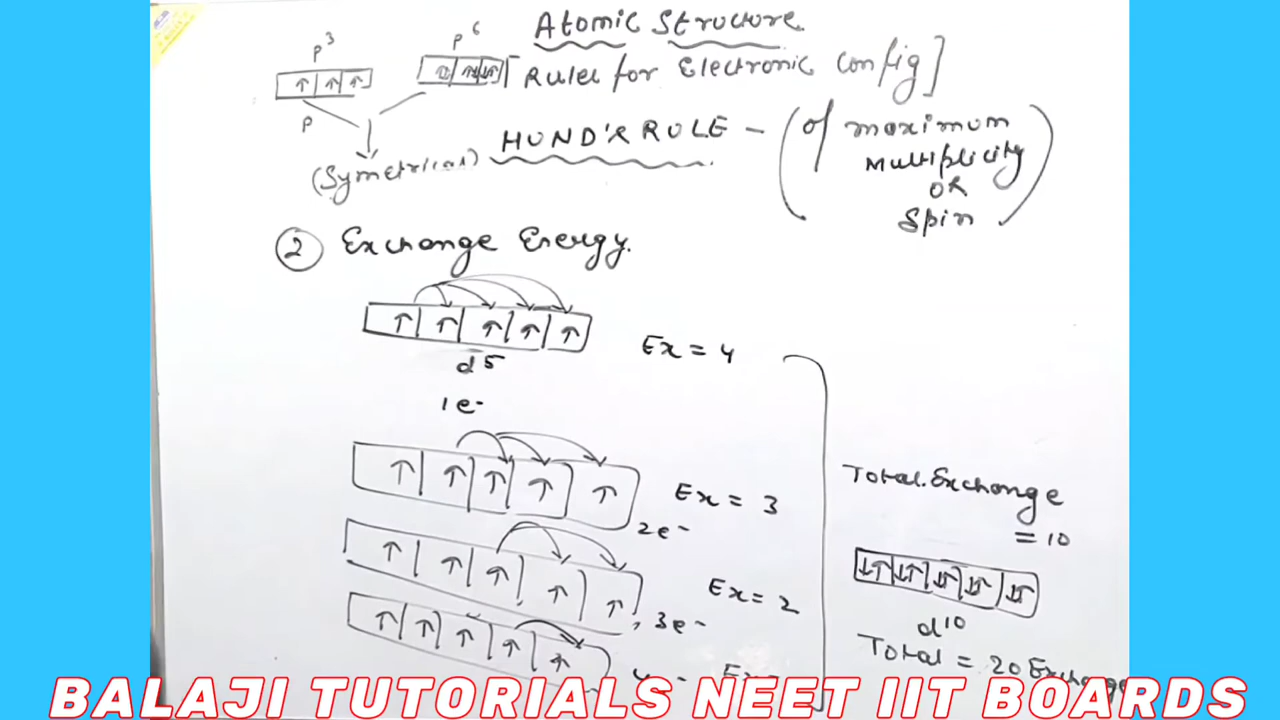 Atomic Structure
p3
p6
[Rules for Electronic config]
p
HUND'S RULE - (of maximum
Multiplicity
OR
Spin)
(Symetrical)
② Exchange Energy.
Ex = 4
d5
1e-
Ex = 3
2e-
Ex = 2
3e-
Total Exchange
= 10
d10
Total = 20 Exchange
BALAJI TUTORIALS NEET IIT BOARDS